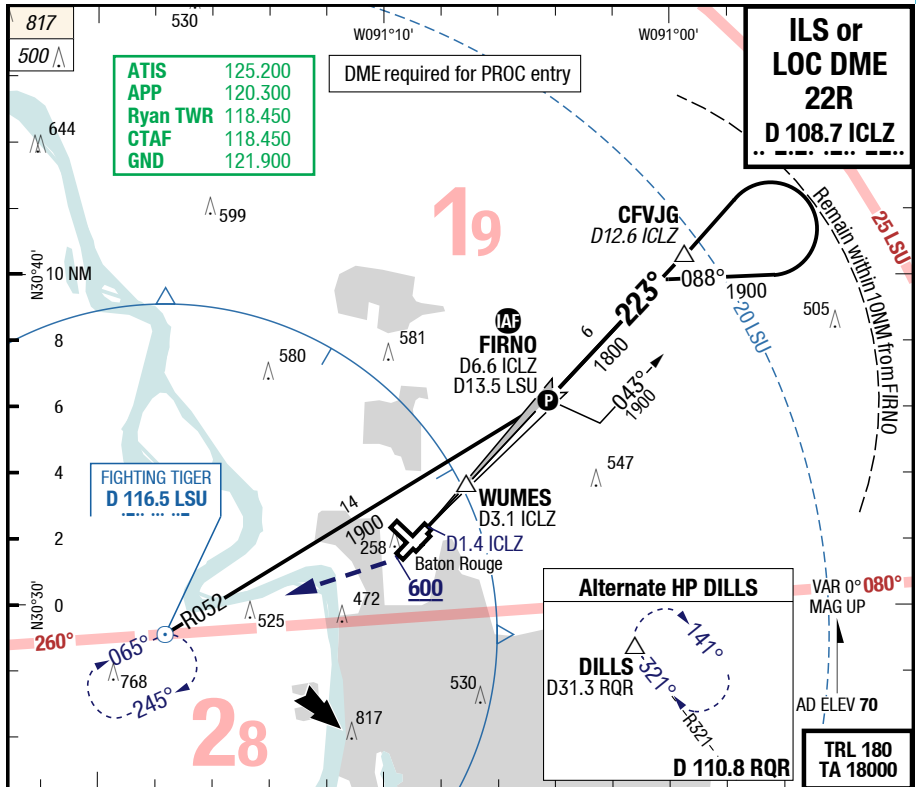 817
500
530
W091°10'
W091°00'
ILS or
LOC DME
22R
D 108.7 ICLZ
ATIS 125.200
APP 120.300
Ryan TWR 118.450
CTAF 118.450
GND 121.900
DME required for PROC entry
644
599
19
CFVJG
D12.6 ICLZ
Remain within 10NM from FIRNO
25 LSU
N30°40'
10 NM
223°
088°
1900
20 LSU
505
IAF
FIRNO
D6.6 ICLZ
D13.5 LSU
6
1800
8
581
580
043°
1900
P
6
547
4
FIGHTING TIGER
D 116.5 LSU
14
1900
WUMES
D3.1 ICLZ
2
258
D1.4 ICLZ
Baton Rouge
600
Alternate HP DILLS
VAR 0°
MAG UP
080°
N30°30'
0
R052
525
472
260°
065°
245°
768
141°
DILLS
D31.3 RQR
321°
R321
D 110.8 RQR
28
530
817
AD ELEV 70
TRL 180
TA 18000